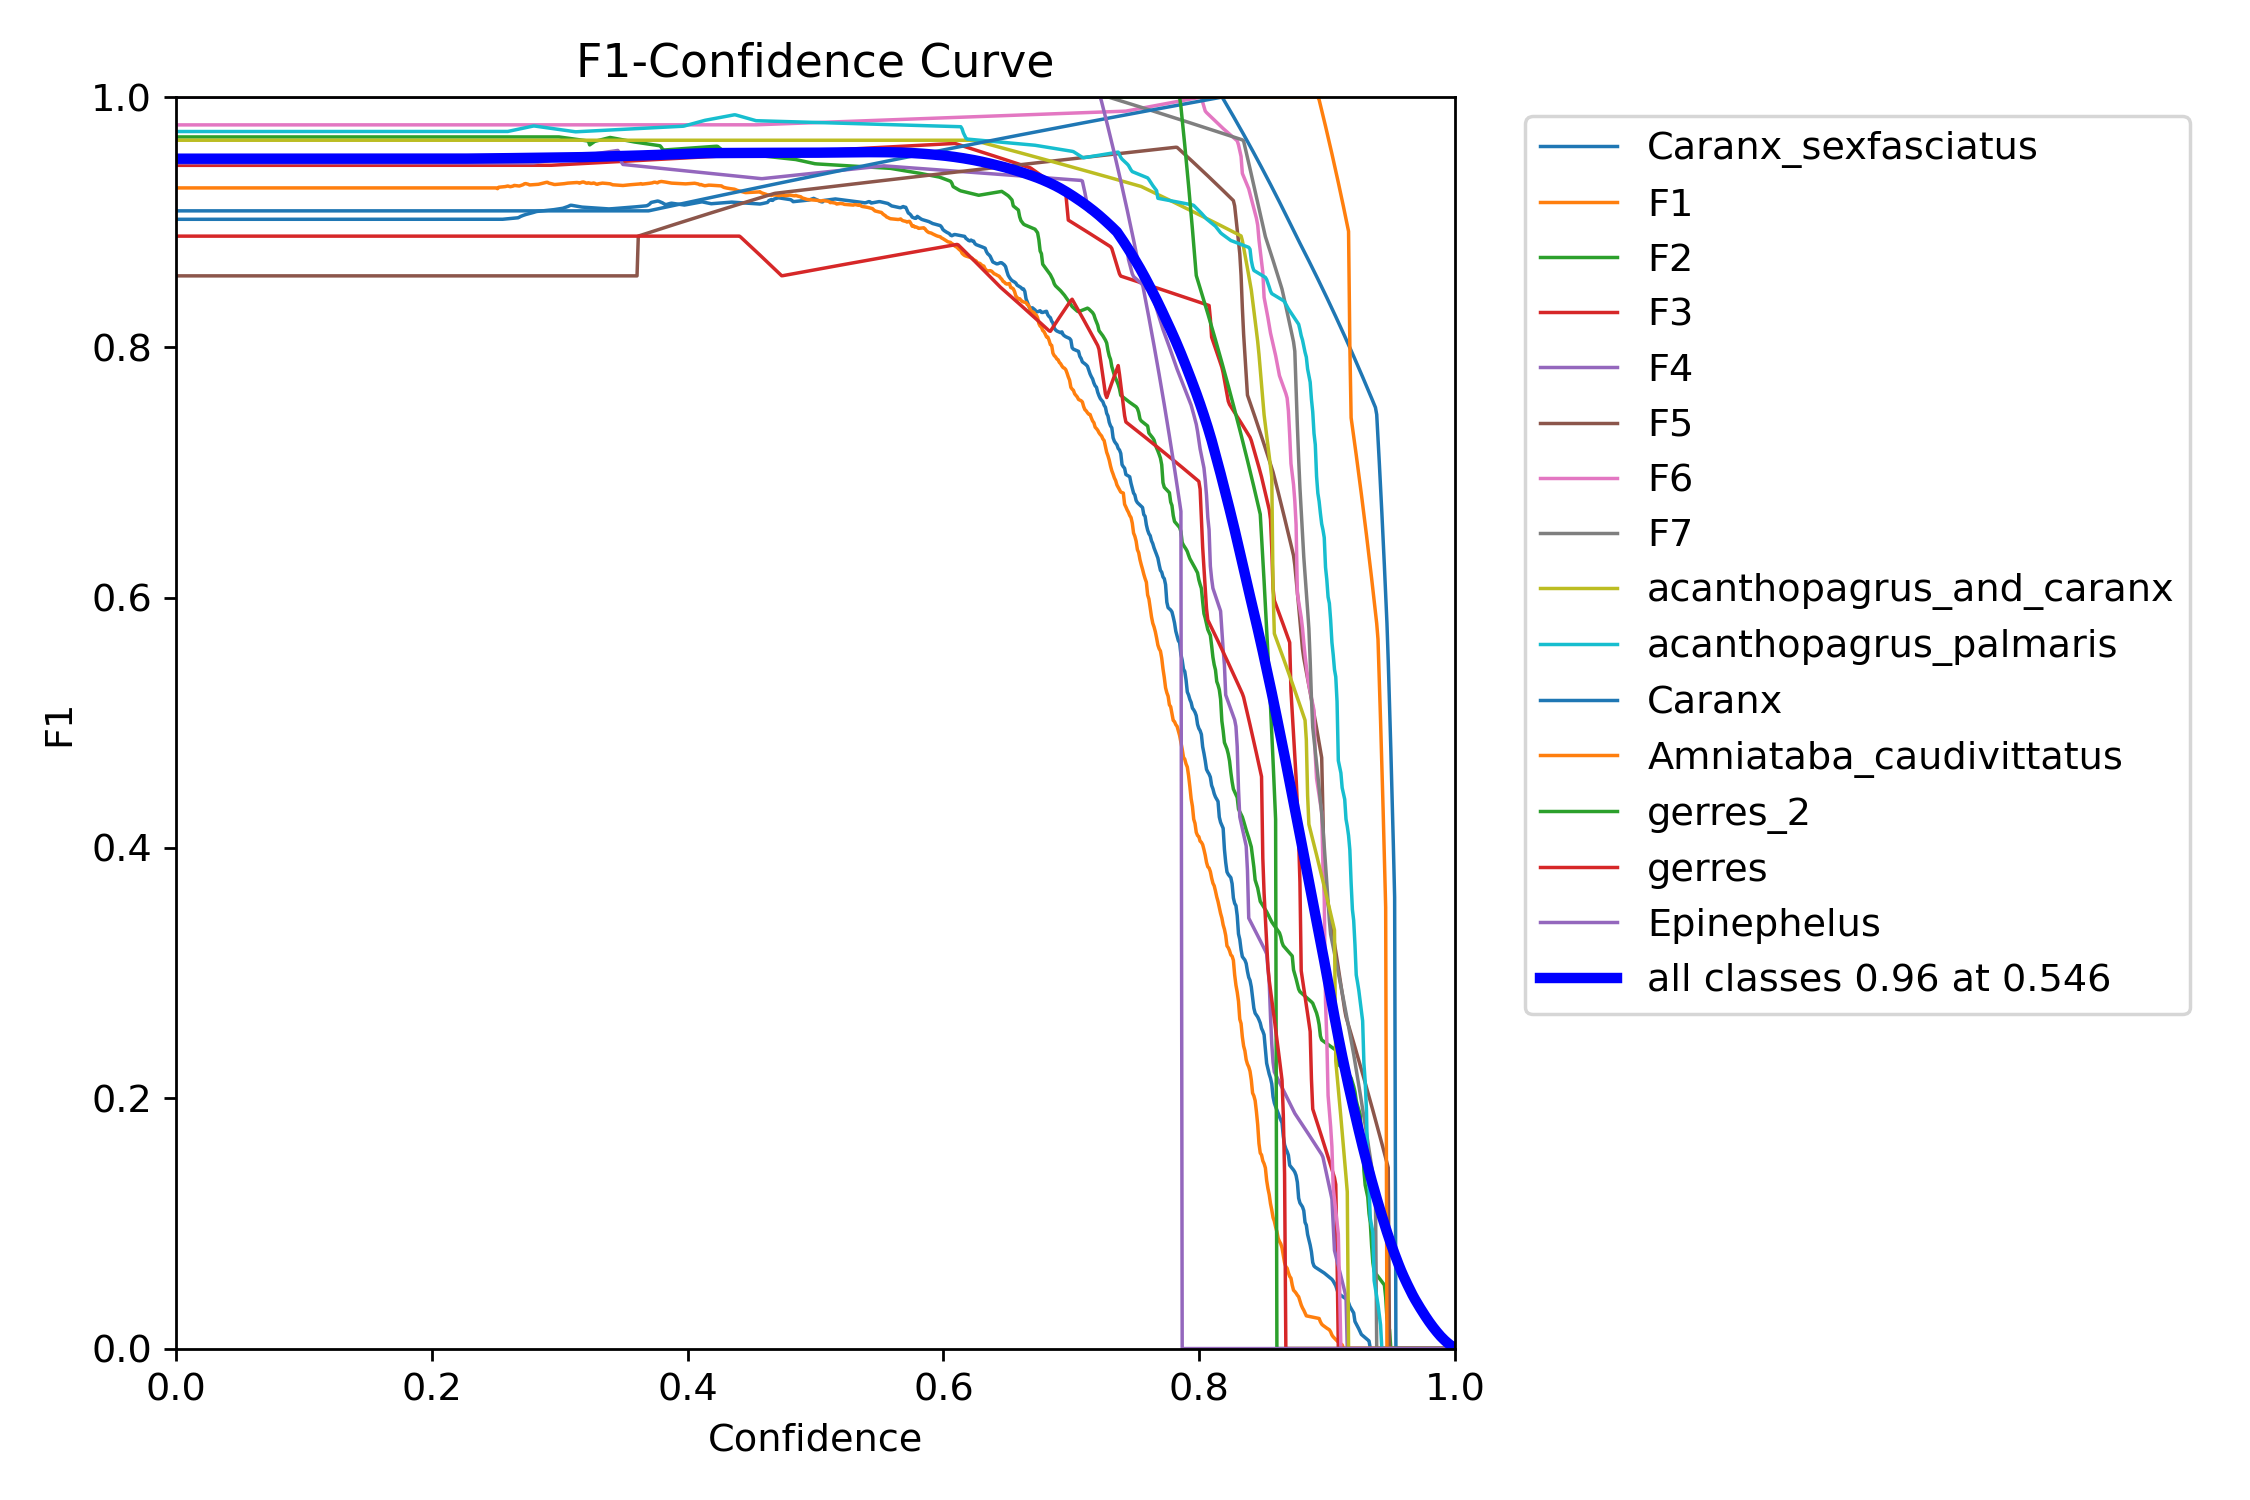 F1-Confidence Curve
1.0
0.8
0.6
0.4
0.2
0.0
F1
0.0 0.2 0.4 0.6 0.8 1.0
Confidence
Caranx_sexfasciatus
F1
F2
F3
F4
F5
F6
F7
acanthopagrus_and_caranx
acanthopagrus_palmaris
Caranx
Amniataba_caudivittatus
gerres_2
gerres
Epinephelus
all classes 0.96 at 0.546